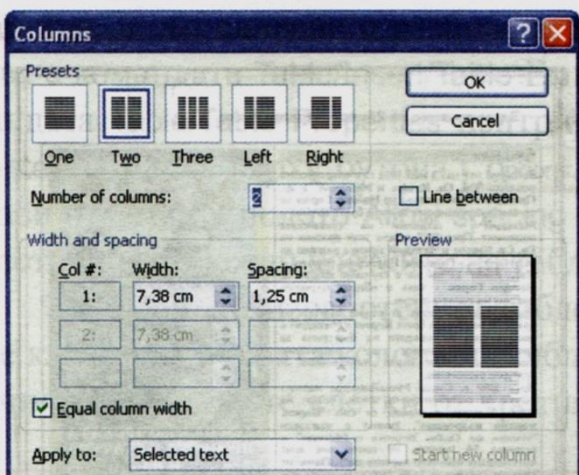 Columns
Presets
OK
Cancel
One Two Three Left Right
Number of columns: 2 Line between
Width and spacing Preview
Col #: Width: Spacing:
1: 7,38 cm 1,25 cm
2: 7,38 cm
Equal column width
Apply to: Selected text Start new column